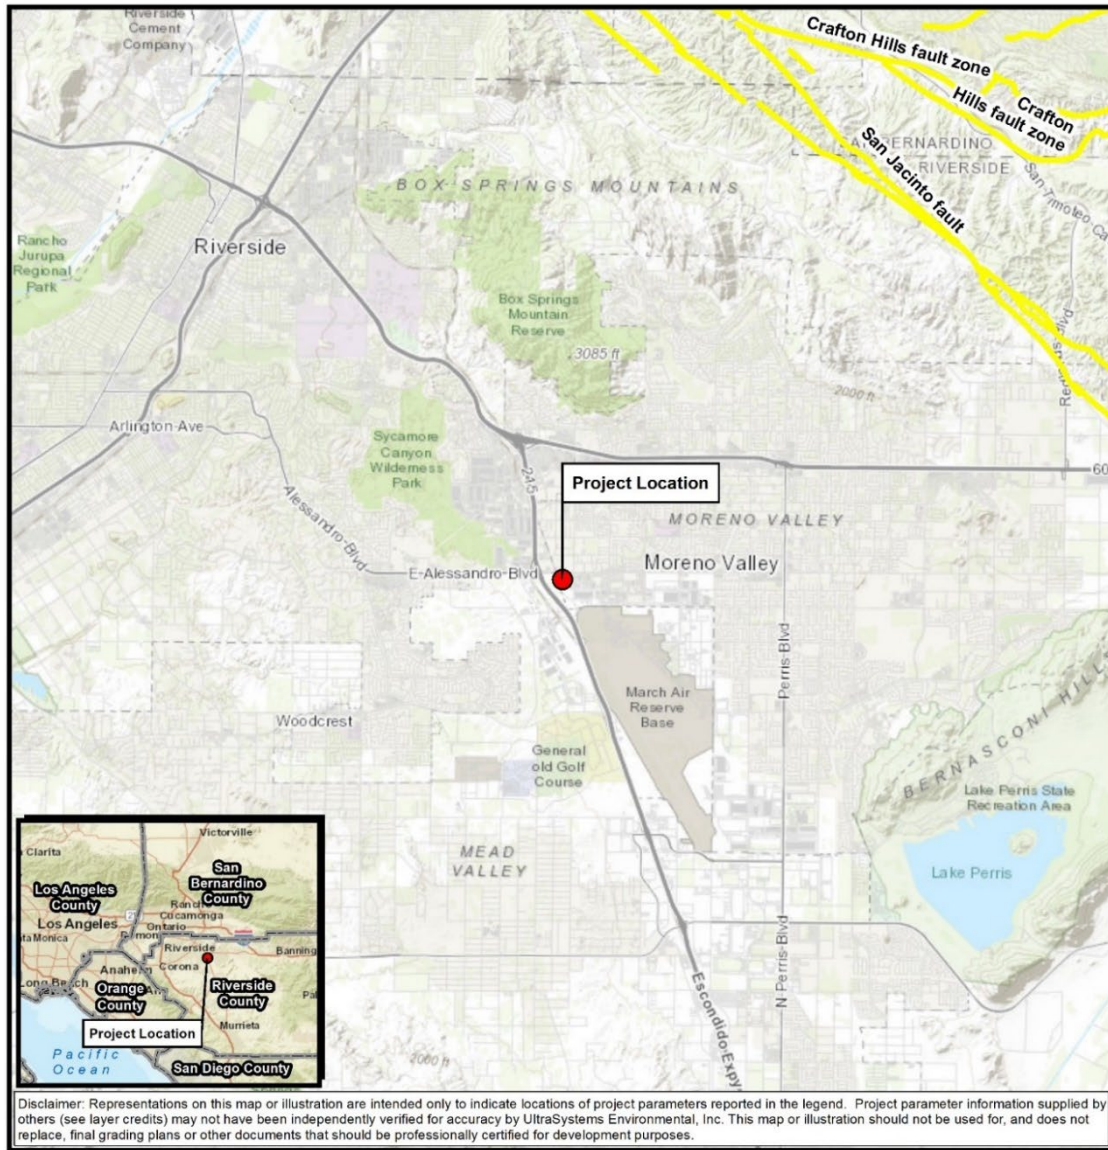 Riverside
Cement
Company
Crafton Hills fault zone
Crafton
Hills fault zone
SAN BERNARDINO
RIVERSIDE
San Jacinto fault
BOX SPRINGS MOUNTAINS
Riverside
Rancho
Jurupa
Regional
Park
Box Springs
Mountain
Reserve
3085 ft
2000 ft
Arlington Ave
Sycamore
Canyon
Wilderness
Park
Alessandro-Blvd
215
60
Project Location
MORENO VALLEY
Moreno Valley
E-Alessandro-Blvd
Perris-Blvd
March Air
Reserve
Base
Woodcrest
General
old Golf
Course
BERNASCONI HILL
Lake Perris State
Recreation Area
Lake Perris
MEAD
VALLEY
N Perris-Blvd
Escondido-Expy
2000 ft
Victorville
Clarita
San
Bernardino
County
Los Angeles
County
Cucamonga
Ontario
Los Angeles
Riverside
Banning
Anaheim
Corona
Long Beach
Orange
County
Riverside
County
Project Location
Murrieta
Pacific
Ocean
San Diego County
Disclaimer: Representations on this map or illustration are intended only to indicate locations of project parameters reported in the legend. Project parameter information supplied by
others (see layer credits) may not have been independently verified for accuracy by UltraSystems Environmental, Inc. This map or illustration should not be used for, and does not
replace, final grading plans or other documents that should be professionally certified for development purposes.